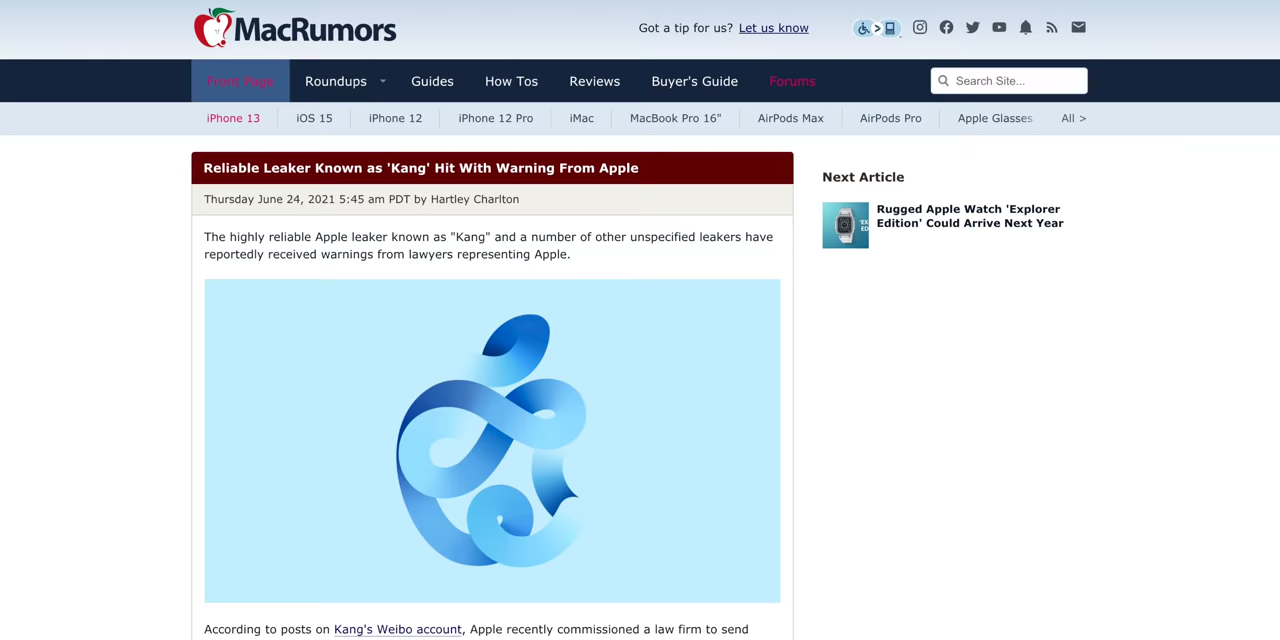 MacRumors
Got a tip for us? Let us know
Front Page Roundups Guides How Tos Reviews Buyer's Guide Forums Search Site...
iPhone 13 iOS 15 iPhone 12 iPhone 12 Pro iMac MacBook Pro 16" AirPods Max AirPods Pro Apple Glasses All >
Reliable Leaker Known as 'Kang' Hit With Warning From Apple
Thursday June 24, 2021 5:45 am PDT by Hartley Charlton
The highly reliable Apple leaker known as "Kang" and a number of other unspecified leakers have
reportedly received warnings from lawyers representing Apple.
According to posts on Kang's Weibo account, Apple recently commissioned a law firm to send
Next Article
Rugged Apple Watch 'Explorer
Edition' Could Arrive Next Year